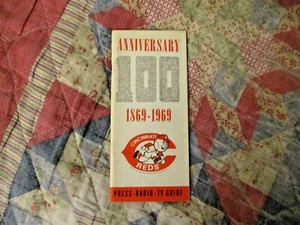 ANNIVERSARY
100
1869-1969
CINCINNATI
REDS
PRESS-RADIO-TV GUIDE